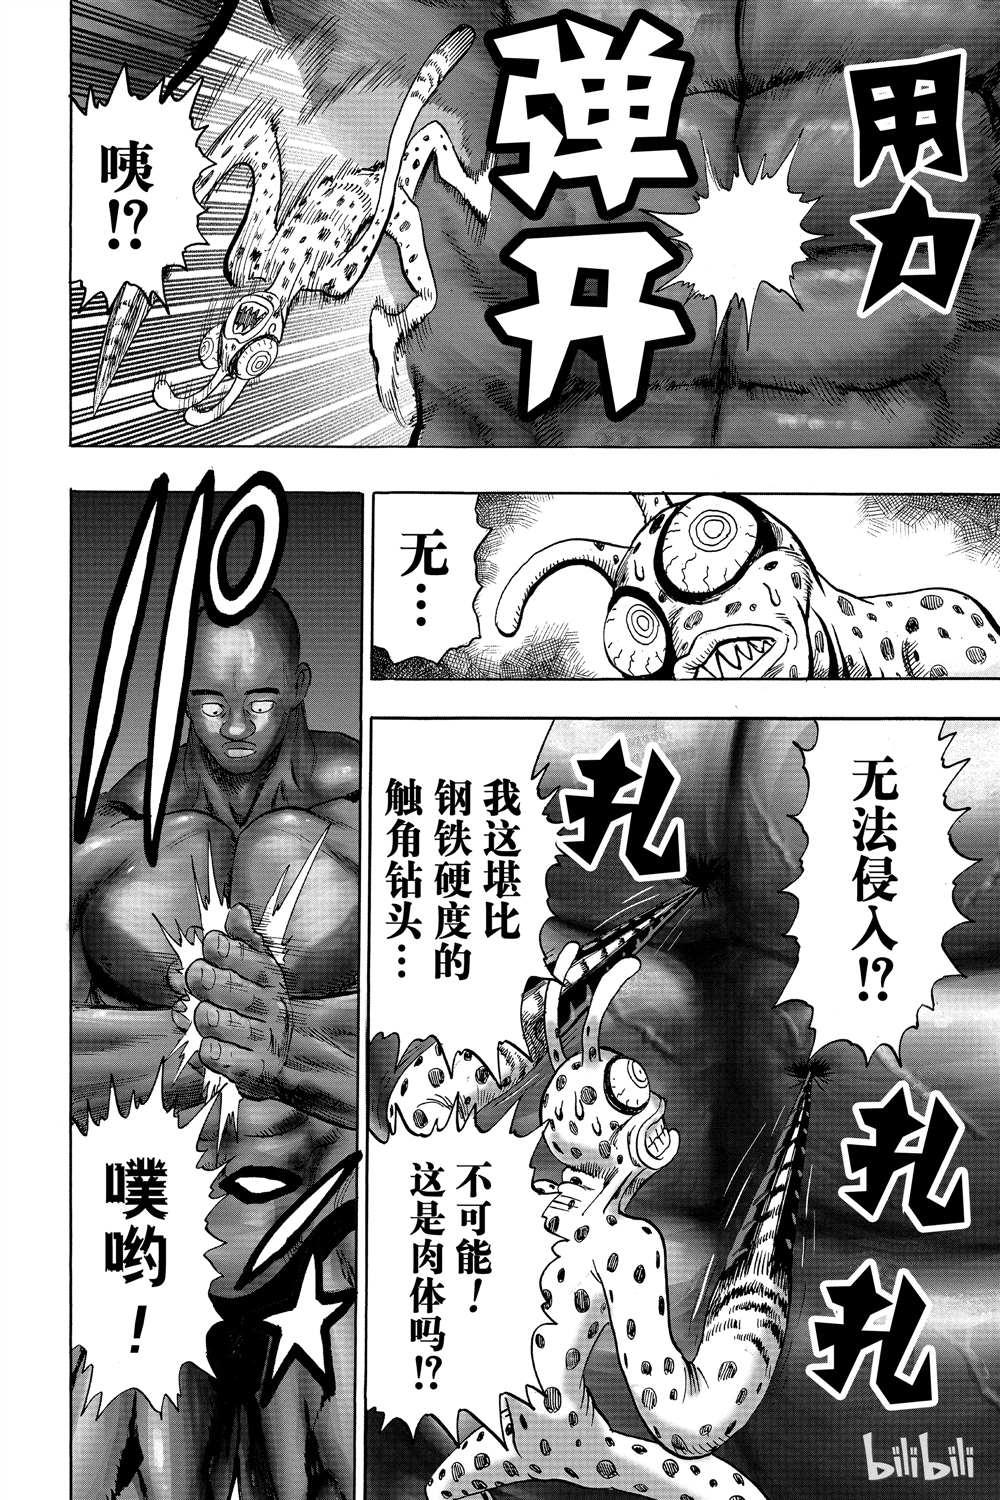 用力
弹开
咦!?
无…
无法侵入!?
扎
我这堪比
钢铁硬度的
触角钻头…
扎
扎
不可能！
这是肉体吗!?
啪
噗哟！
bilibili